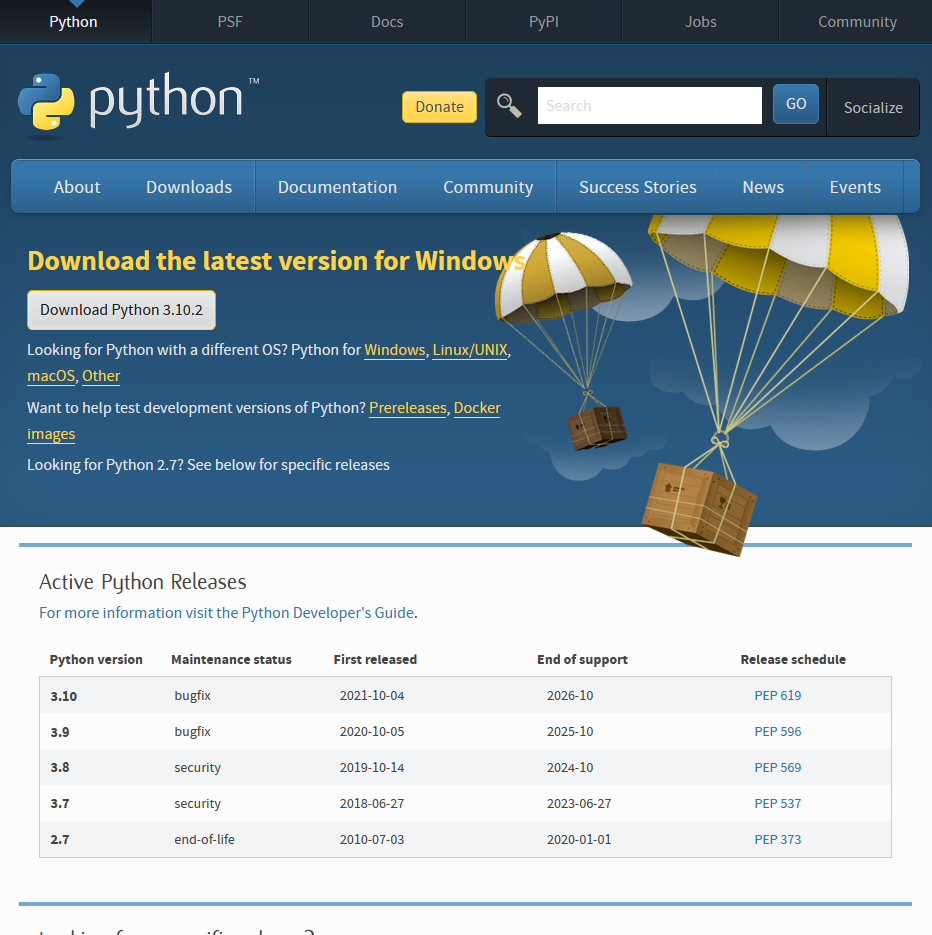 Python PSF Docs PyPI Jobs Community
python™
Donate Search GO Socialize
About Downloads Documentation Community Success Stories News Events
Download the latest version for Windows
Download Python 3.10.2
Looking for Python with a different OS? Python for Windows, Linux/UNIX,
macOS, Other
Want to help test development versions of Python? Prereleases, Docker
images
Looking for Python 2.7? See below for specific releases
Active Python Releases
For more information visit the Python Developer's Guide.
Python version Maintenance status First released End of support Release schedule
3.10 bugfix 2021-10-04 2026-10 PEP 619
3.9 bugfix 2020-10-05 2025-10 PEP 596
3.8 security 2019-10-14 2024-10 PEP 569
3.7 security 2018-06-27 2023-06-27 PEP 537
2.7 end-of-life 2010-07-03 2020-01-01 PEP 373